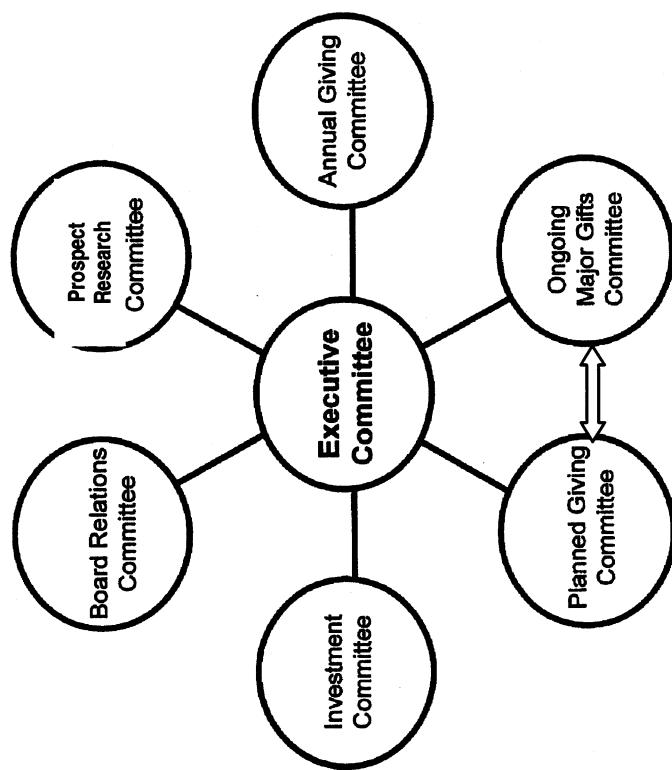 Board Relations
Committee
Prospect
Research
Committee
Investment
Committee
Executive
Committee
Annual Giving
Committee
Planned Giving
Committee
Ongoing
Major Gifts
Committee